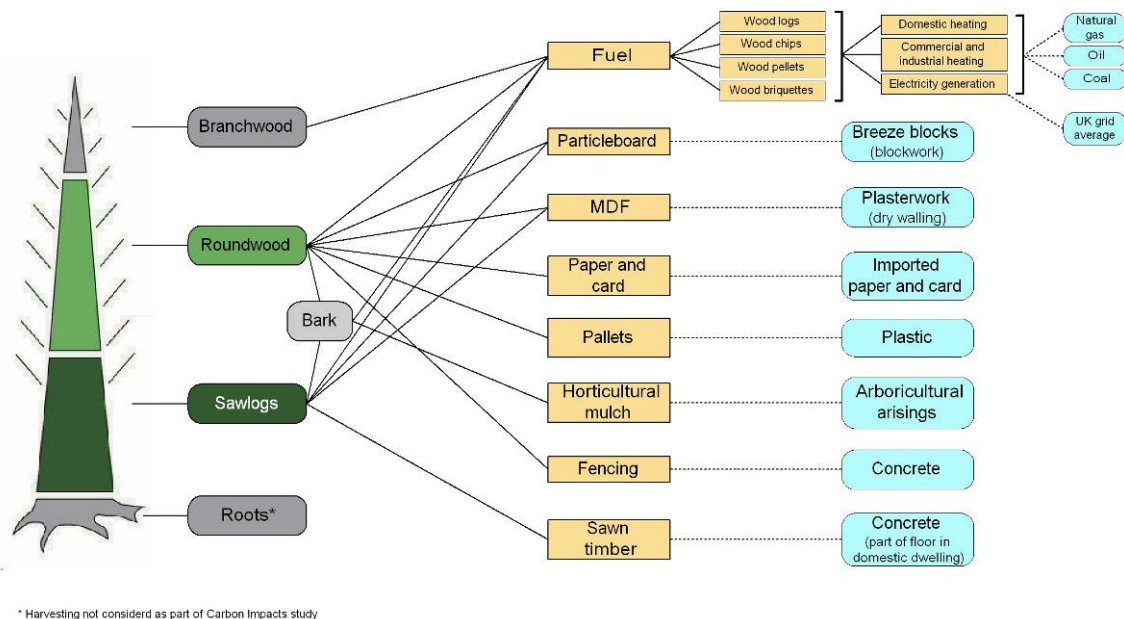 Branchwood
Roundwood
Bark
Sawlogs
Roots*
Fuel
Wood logs
Wood chips
Wood pellets
Wood briquettes
Domestic heating
Commercial and
industrial heating
Electricity generation
Natural
gas
Oil
Coal
UK grid
average
Particleboard
Breeze blocks
(blockwork)
MDF
Plasterwork
(dry walling)
Paper and
card
Imported
paper and card
Pallets
Plastic
Horticultural
mulch
Arboricultural
arisings
Fencing
Concrete
Sawn
timber
Concrete
(part of floor in
domestic dwelling)
* Harvesting not considerd as part of Carbon Impacts study